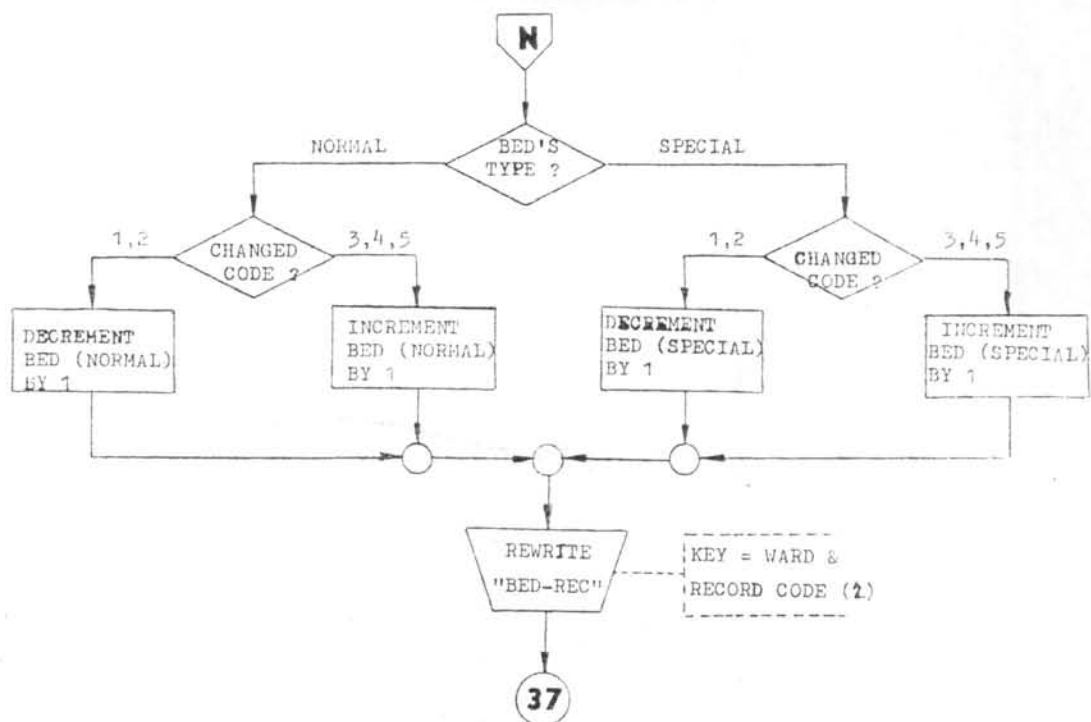 N
BED'S
TYPE ?
NORMAL
SPECIAL
CHANGED
CODE ?
1,2
3,4,5
CHANGED
CODE ?
1,2
3,4,5
DECREMENT
BED (NORMAL)
BY 1
INCREMENT
BED (NORMAL)
BY 1
DECREMENT
BED (SPECIAL)
BY 1
INCREMENT
BED (SPECIAL)
BY 1
REWRITE
"BED-REC"
KEY = WARD &
RECORD CODE (2)
37